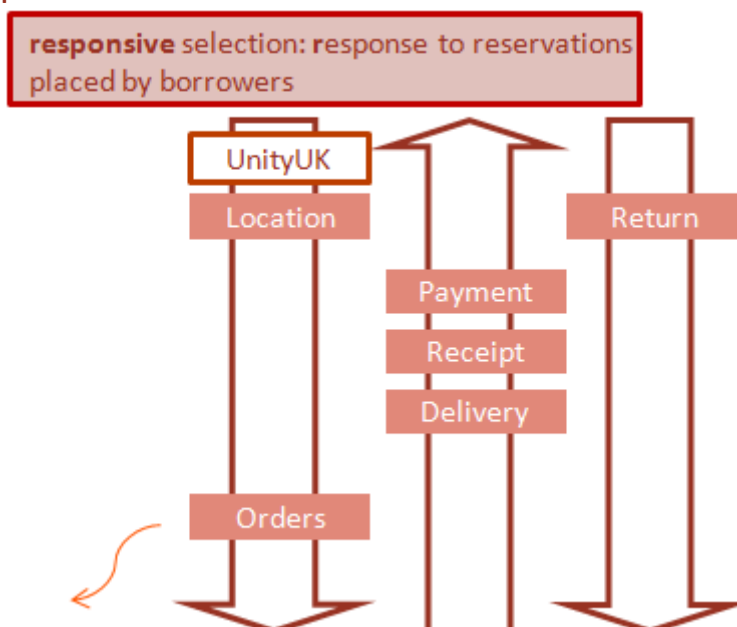 responsive selection: response to reservations
placed by borrowers
UnityUK
Location
Return
Payment
Receipt
Delivery
Orders